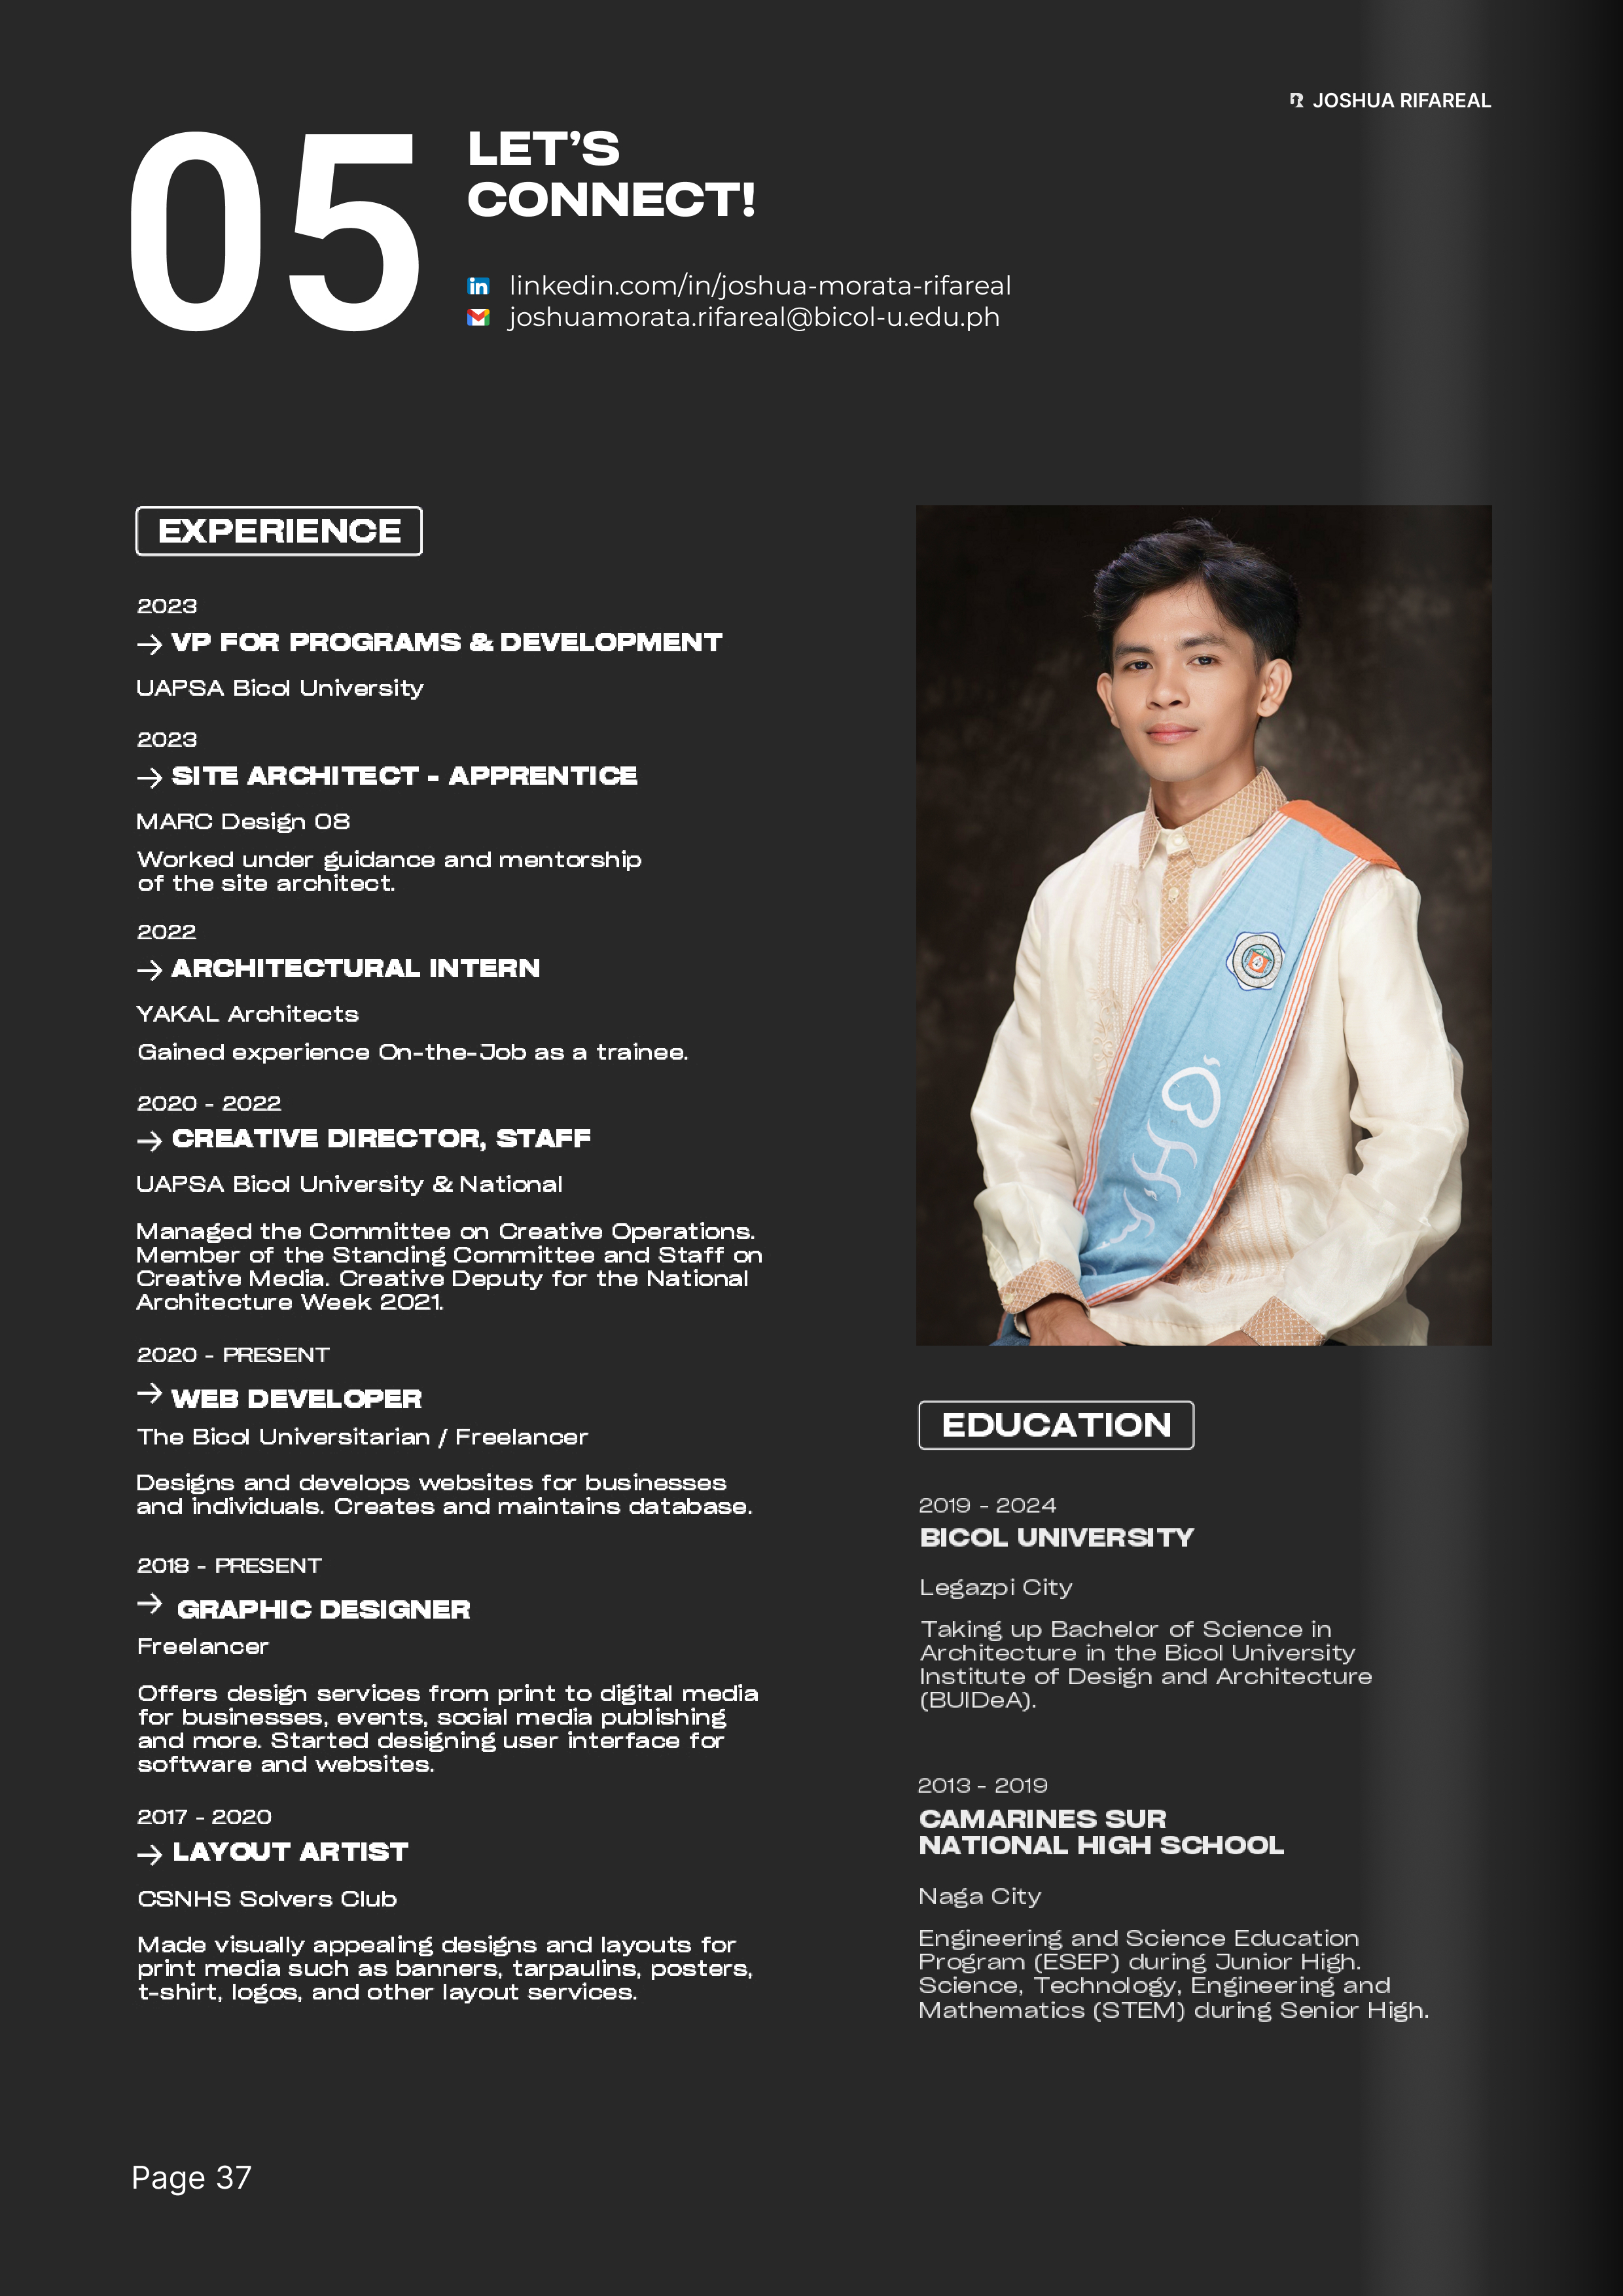 JOSHUA RIFAREAL
05
LET’S
CONNECT!
linkedin.com/in/joshua-morata-rifareal
joshuamorata.rifareal@bicol-u.edu.ph
EXPERIENCE
2023
→ VP FOR PROGRAMS & DEVELOPMENT
UAPSA Bicol University
2023
→ SITE ARCHITECT - APPRENTICE
MARC Design 08
Worked under guidance and mentorship
of the site architect.
2022
→ ARCHITECTURAL INTERN
YAKAL Architects
Gained experience On-the-Job as a trainee.
2020 - 2022
→ CREATIVE DIRECTOR, STAFF
UAPSA Bicol University & National
Managed the Committee on Creative Operations.
Member of the Standing Committee and Staff on
Creative Media. Creative Deputy for the National
Architecture Week 2021.
2020 - PRESENT
→ WEB DEVELOPER
The Bicol Universitarian / Freelancer
Designs and develops websites for businesses
and individuals. Creates and maintains database.
2018 - PRESENT
→ GRAPHIC DESIGNER
Freelancer
Offers design services from print to digital media
for businesses, events, social media publishing
and more. Started designing user interface for
software and websites.
2017 - 2020
→ LAYOUT ARTIST
CSNHS Solvers Club
Made visually appealing designs and layouts for
print media such as banners, tarpaulins, posters,
t-shirt, logos, and other layout services.
EDUCATION
2019 - 2024
BICOL UNIVERSITY
Legazpi City
Taking up Bachelor of Science in
Architecture in the Bicol University
Institute of Design and Architecture
(BUIDeA).
2013 - 2019
CAMARINES SUR
NATIONAL HIGH SCHOOL
Naga City
Engineering and Science Education
Program (ESEP) during Junior High.
Science, Technology, Engineering and
Mathematics (STEM) during Senior High.
Page 37